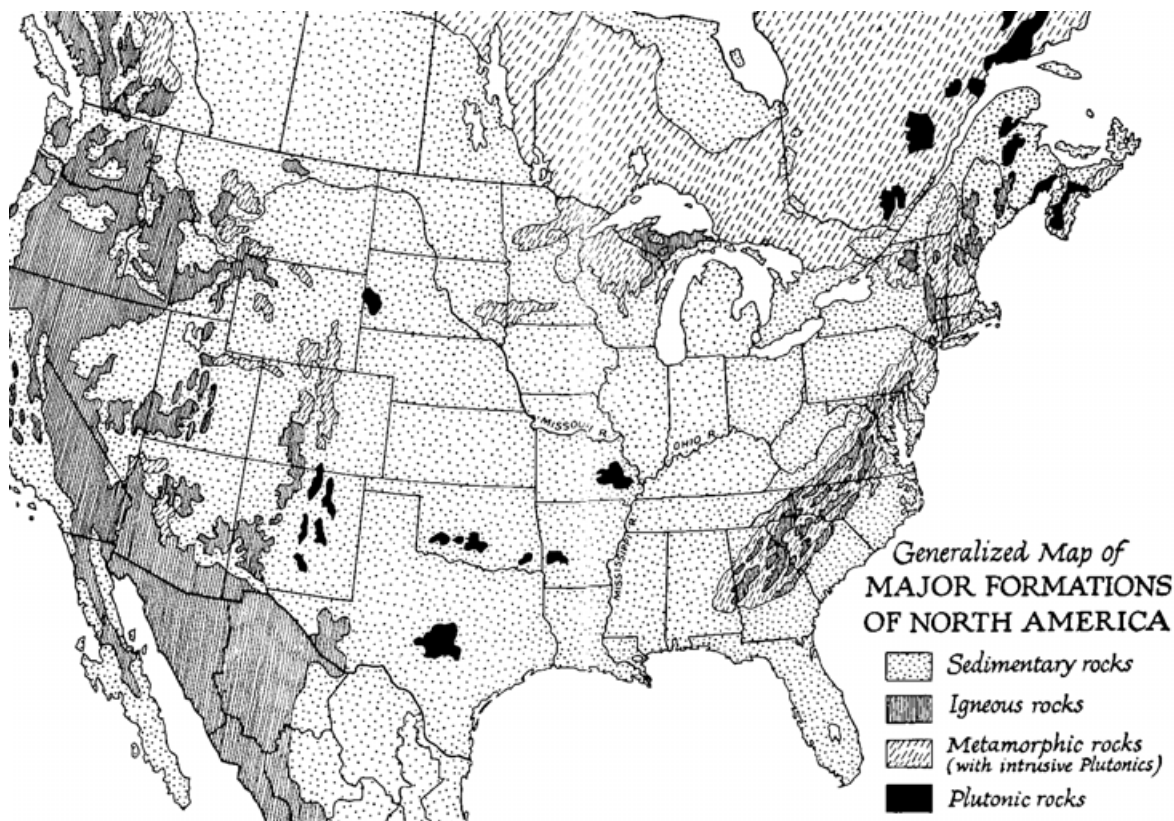 MISSOURI R.
OHIO R.
MISSISSIPPI R.
Generalized Map of
MAJOR FORMATIONS
OF NORTH AMERICA
Sedimentary rocks
Igneous rocks
Metamorphic rocks
(with intrusive Plutonics)
Plutonic rocks